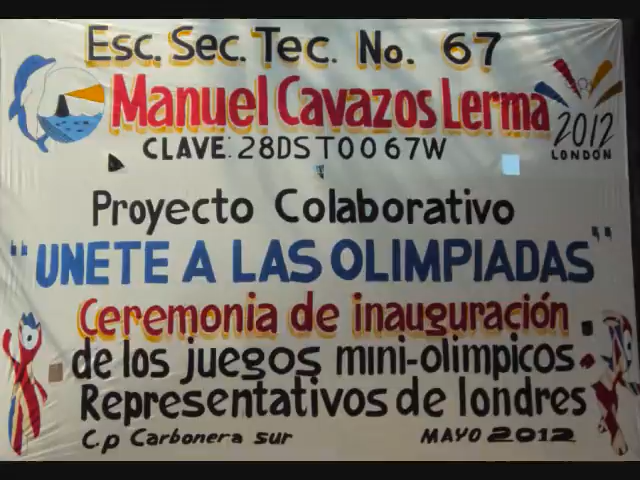 Esc. Sec. Tec. No. 67
Manuel Cavazos Lerma
2012
LONDON
CLAVE: 28DST0067W
Proyecto Colaborativo
"UNETE A LAS OLIMPIADAS"
Ceremonia de inauguración
de los juegos mini-olimpicos
Representativos de londres
C.p Carbonera sur MAYO 2012